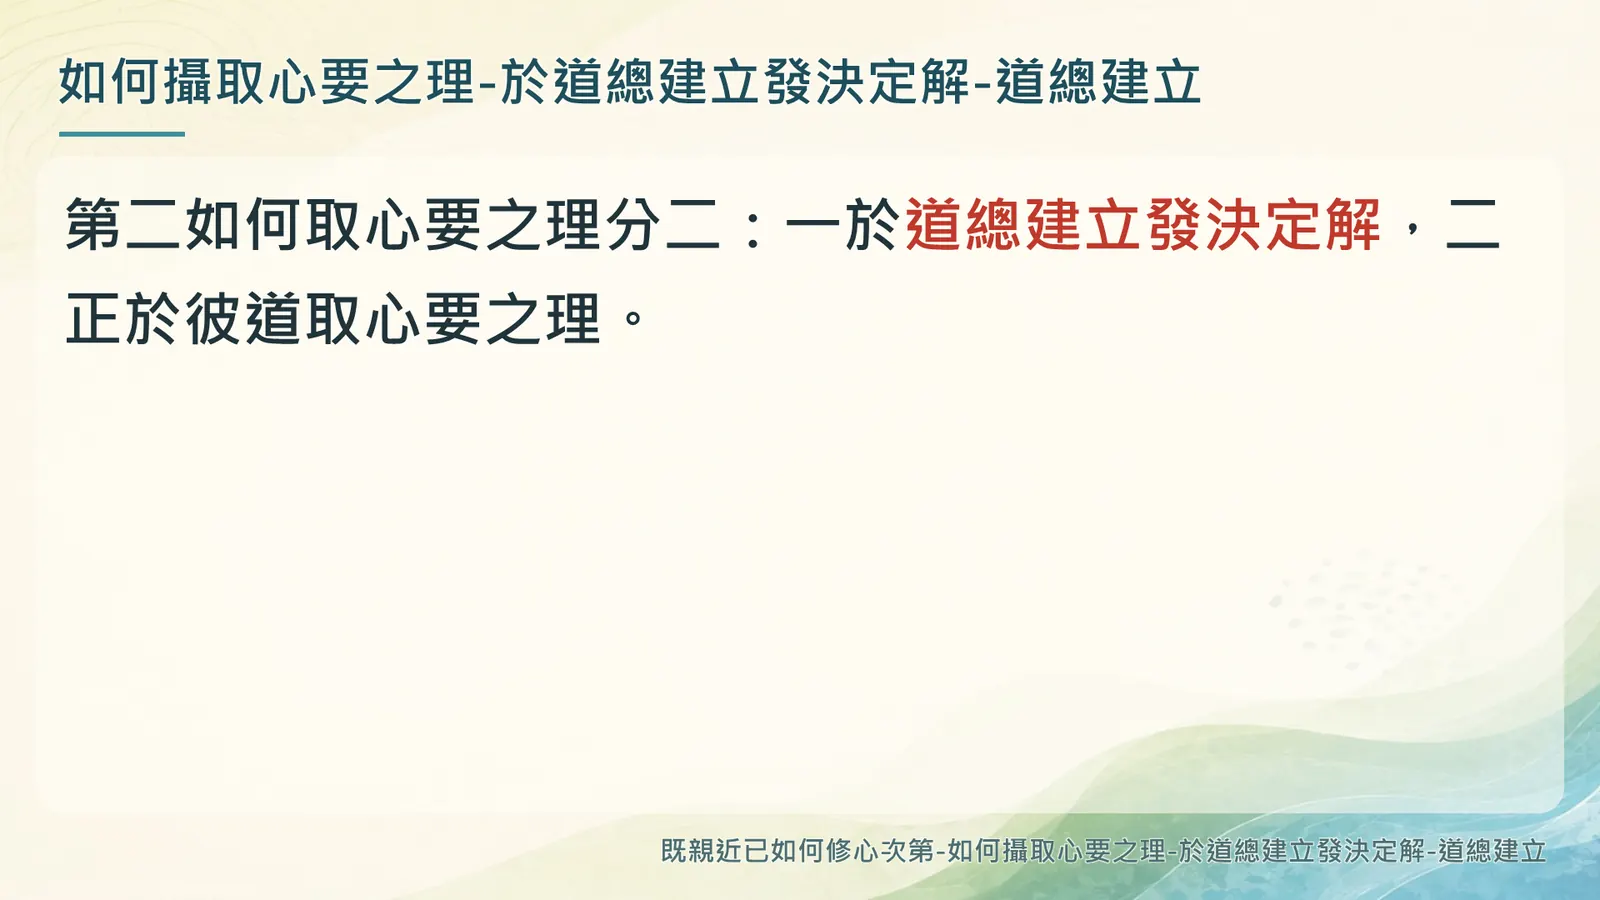 如何攝取心要之理-於道總建立發決定解-道總建立
第二如何取心要之理分二：一於道總建立發決定解，二
正於彼道取心要之理。
既親近已如何修心次第-如何攝取心要之理-於道總建立發決定解-道總建立